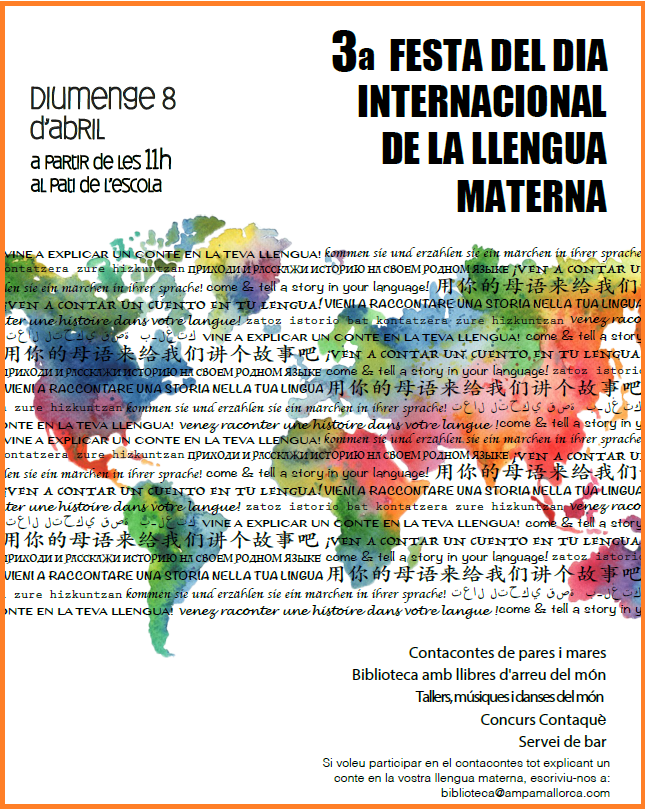 3a FESTA DEL DIA
INTERNACIONAL
DE LA LLENGUA
MATERNA
Diumenge 8
d'abril
a partir de les 11h
al pati de l'escola
VINE A EXPLICAR UN CONTE EN LA TEVA LLENGUA! kommen sie und erzählen sie ein märchen in ihrer sprache!
ontatzera zure hizkuntzan ПРИХОДИ И РАССКАЖИ ИСТОРИЮ НА СВОЕМ РОДНОМ ЯЗЫКЕ ¡VEN A CONTAR U
len sie ein märchen in ihrer sprache! come & tell a story in your language! 用你的母语来给我们
¡VEN A CONTAR UN CUENTO EN TU LENGUA! VIENI A RACCONTARE UNA STORIA NELLA TUA LINGUA
ter une histoire dans votre langue! zatoz istorio bat kontatzera zure hizkuntzan venez raco
VINE A EXPLICAR UN CONTE EN LA TEVA LLENGUA! come & tell a story
用你的母语来给我们讲个故事吧 ¡VEN A CONTAR UN CUENTO, EN TU LENGUA
ПРИХОДИ И РАССКАЖИ ИСТОРИЮ НА СВОЕМ РОДНОМ ЯЗЫКЕ come & tell a story in your language! zatoz istorio
VIENI A RACCONTARE UNA STORIA NELLA TUA LINGUA 用你的母语来给我们讲个故事吧
a zure hizkuntzan kommen sie und erzählen sie ein märchen in ihrer sprache!
ONTE EN LA TEVA LLENGUA! venez raconter une histoire dans votre langue !come & tell a story in y
VINE A EXPLICAR UN CONTE EN LA TEVA LLENGUA! kommen sie und erzählen sie ein märchen in ihrer sprache!
ontatzera zure hizkuntzan ПРИХОДИ И РАССКАЖИ ИСТОРИЮ НА СВОЕМ РОДНОМ ЯЗЫКЕ ¡VEN A CONTAR U
len sie ein märchen in ihrer sprache! come & tell a story in your language! 用你的母语来给我们
¡VEN A CONTAR UN CUENTO EN TU LENGUA! VIENI A RACCONTARE UNA STORIA NELLA TUA LINGUA
ter une histoire dans votre langue! zatoz istorio bat kontatzera zure hizkuntzan venez raco
VINE A EXPLICAR UN CONTE EN LA TEVA LLENGUA! come & tell a story
用你的母语来给我们讲个故事吧 ¡VEN A CONTAR UN CUENTO, EN TU LENGUA
ПРИХОДИ И РАССКАЖИ ИСТОРИЮ НА СВОЕМ РОДНОМ ЯЗЫКЕ come & tell a story in your language! zatoz istorio
VIENI A RACCONTARE UNA STORIA NELLA TUA LINGUA 用你的母语来给我们讲个故事吧
zure hizkuntzan kommen sie und erzählen sie ein märchen in ihrer sprache!
ONTE EN LA TEVA LLENGUA! venez raconter une histoire dans votre langue !come & tell a story in y
Contacontes de pares i mares
Biblioteca amb llibres d'arreu del món
Tallers, músiques i danses del món
Concurs Contaquè
Servei de bar
Si voleu participar en el contacontes tot explicant un
conte en la vostra llengua materna, escriviu-nos a:
biblioteca@ampamallorca.com